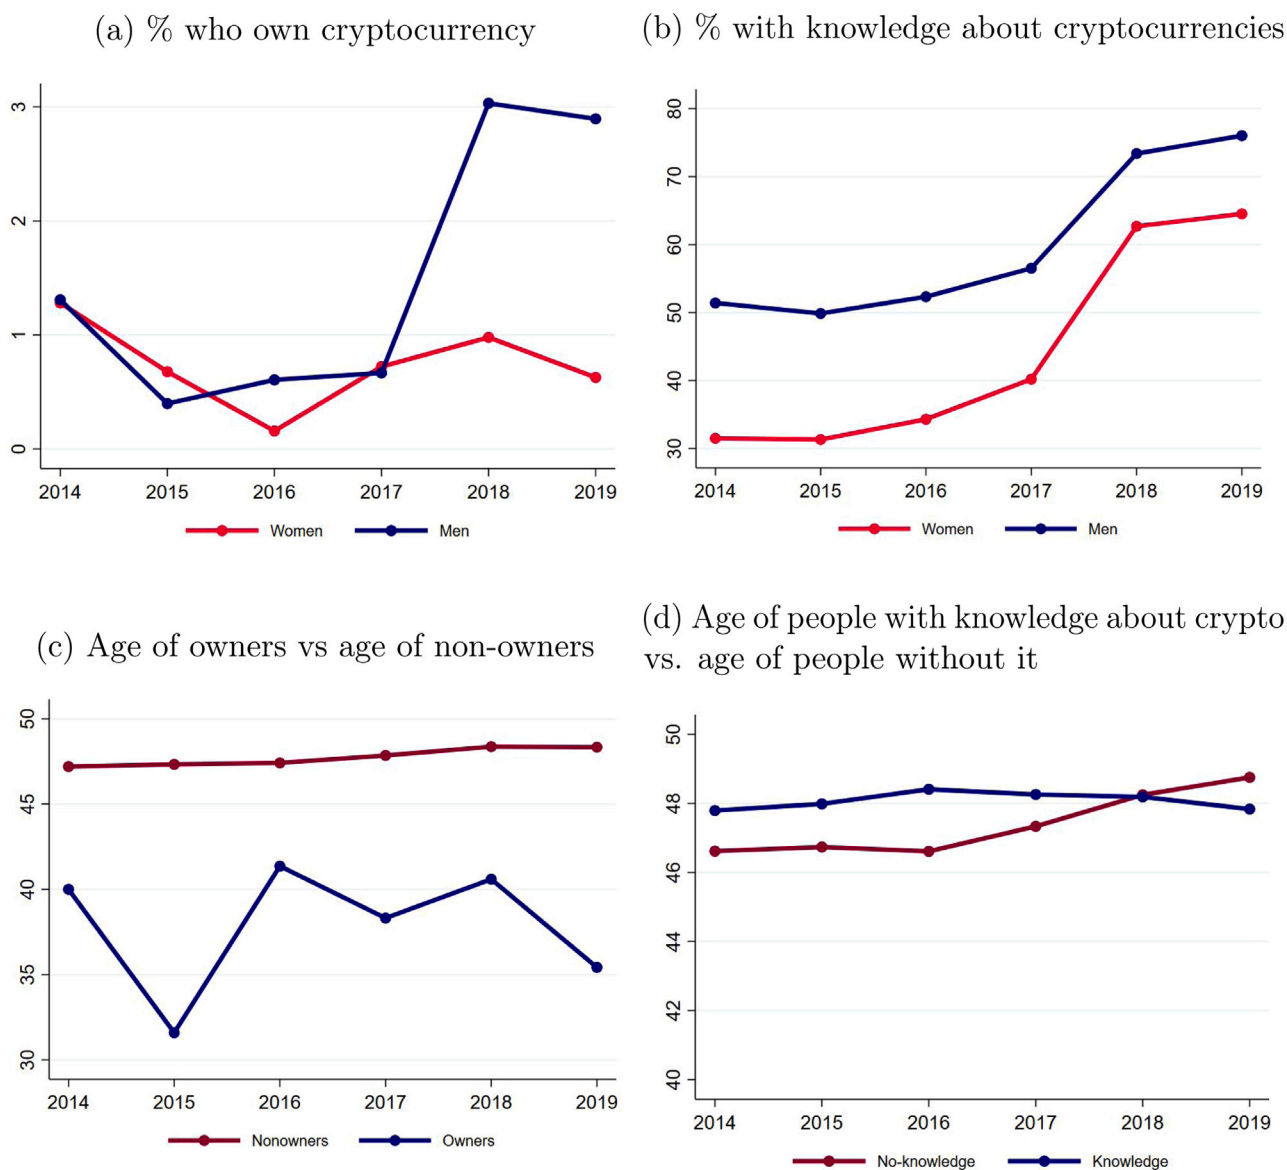 (a) % who own cryptocurrency
3
2
1
0
2014 2015 2016 2017 2018 2019
Women Men
(b) % with knowledge about cryptocurrencies
80
70
60
50
40
30
2014 2015 2016 2017 2018 2019
Women Men
(c) Age of owners vs age of non-owners
50
45
40
35
30
2014 2015 2016 2017 2018 2019
Nonowners Owners
(d) Age of people with knowledge about crypto
vs. age of people without it
50
48
46
44
42
40
2014 2015 2016 2017 2018 2019
No-knowledge Knowledge